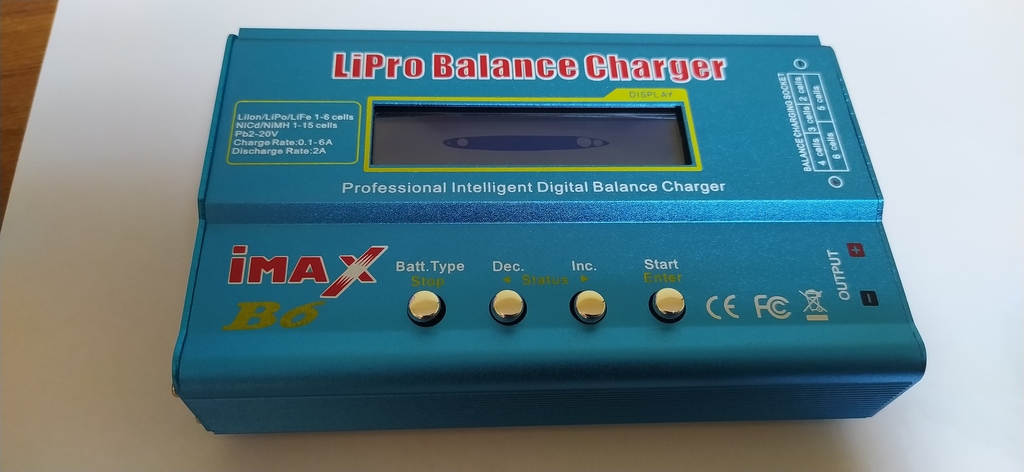 LiPro Balance Charger
DISPLAY
LiIon/LiPo/LiFe 1-6 cells
NiCd/NiMH 1-15 cells
Pb2-20V
Charge Rate:0.1-6A
Discharge Rate:2A
Professional Intelligent Digital Balance Charger
BALANCE CHARGING SOCKET
2 cells
3 cells
4 cells
5 cells
6 cells
iMAX
B6
Batt.Type
Stop
Dec.
Inc.
◄ Status ►
Start
Enter
CE FC
OUTPUT
+
-